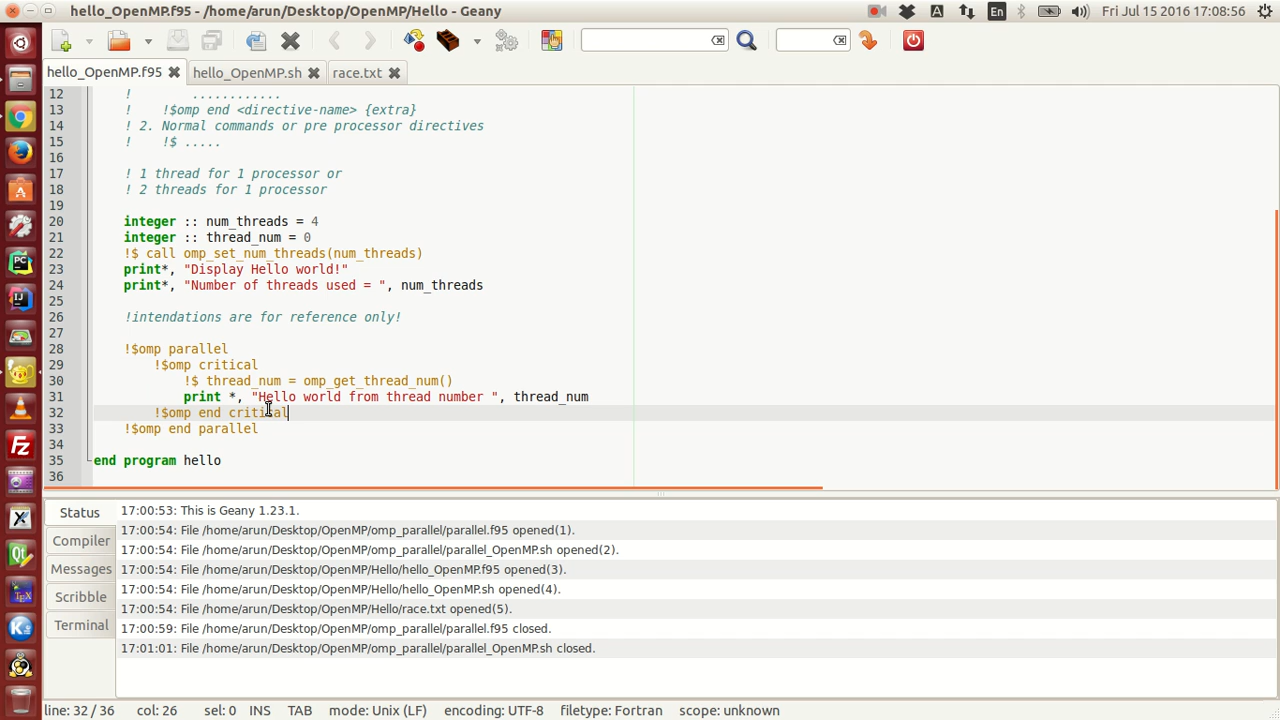 hello_OpenMP.f95 - /home/arun/Desktop/OpenMP/Hello - Geany
En
Fri Jul 15 2016 17:08:56
hello_OpenMP.f95
hello_OpenMP.sh
race.txt
12 ! ............
13 ! !$omp end <directive-name> {extra}
14 ! 2. Normal commands or pre processor directives
15 ! !$ .....
16
17 ! 1 thread for 1 processor or
18 ! 2 threads for 1 processor
19
20 integer :: num_threads = 4
21 integer :: thread_num = 0
22 !$ call omp_set_num_threads(num_threads)
23 print*, "Display Hello world!"
24 print*, "Number of threads used = ", num_threads
25
26 !intendations are for reference only!
27
28 !$omp parallel
29 !$omp critical
30 !$ thread_num = omp_get_thread_num()
31 print *, "Hello world from thread number ", thread_num
32 !$omp end critical
33 !$omp end parallel
34
35 end program hello
36
Status
Compiler
Messages
Scribble
Terminal
17:00:53: This is Geany 1.23.1.
17:00:54: File /home/arun/Desktop/OpenMP/omp_parallel/parallel.f95 opened(1).
17:00:54: File /home/arun/Desktop/OpenMP/omp_parallel/parallel_OpenMP.sh opened(2).
17:00:54: File /home/arun/Desktop/OpenMP/Hello/hello_OpenMP.f95 opened(3).
17:00:54: File /home/arun/Desktop/OpenMP/Hello/hello_OpenMP.sh opened(4).
17:00:54: File /home/arun/Desktop/OpenMP/Hello/race.txt opened(5).
17:00:59: File /home/arun/Desktop/OpenMP/omp_parallel/parallel.f95 closed.
17:01:01: File /home/arun/Desktop/OpenMP/omp_parallel/parallel_OpenMP.sh closed.
line: 32 / 36 col: 26 sel: 0 INS TAB mode: Unix (LF) encoding: UTF-8 filetype: Fortran scope: unknown